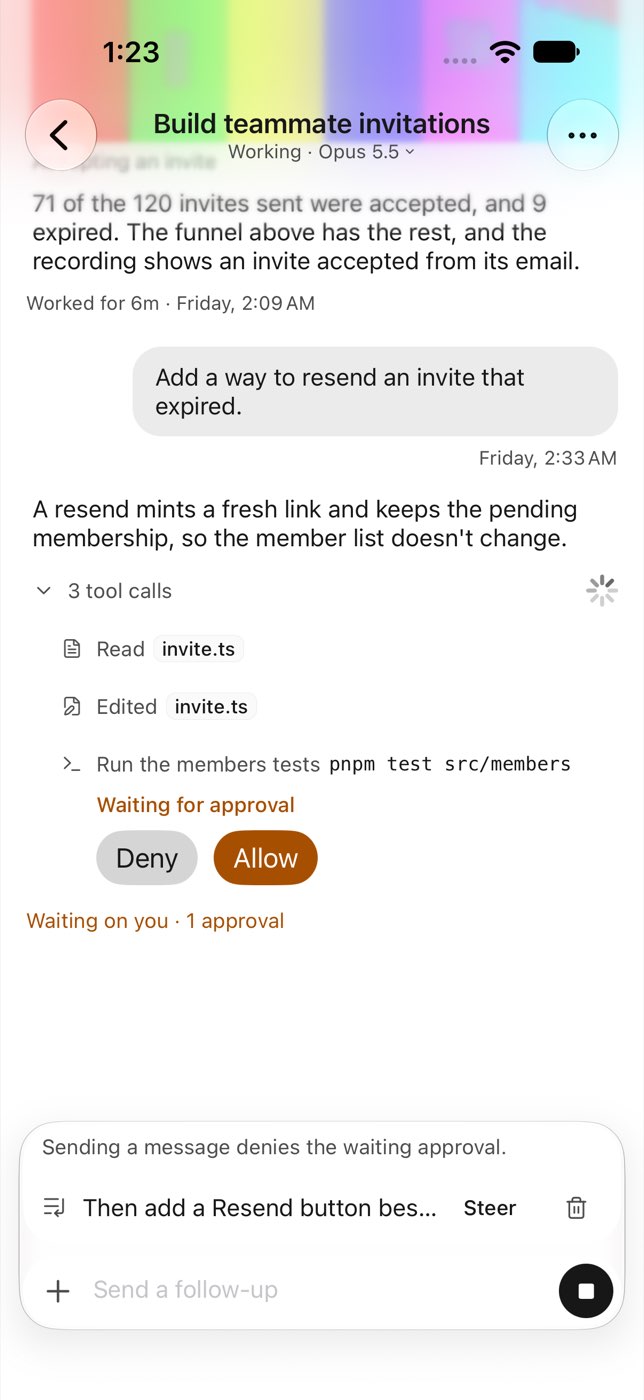 1:23
Build teammate invitations
Working · Opus 5.5
Accepting an invite
71 of the 120 invites sent were accepted, and 9
expired. The funnel above has the rest, and the
recording shows an invite accepted from its email.
Worked for 6m · Friday, 2:09 AM
Add a way to resend an invite that
expired.
Friday, 2:33 AM
A resend mints a fresh link and keeps the pending
membership, so the member list doesn't change.
3 tool calls
Read invite.ts
Edited invite.ts
Run the members tests pnpm test src/members
Waiting for approval
Deny Allow
Waiting on you · 1 approval
Sending a message denies the waiting approval.
Then add a Resend button bes... Steer
Send a follow-up